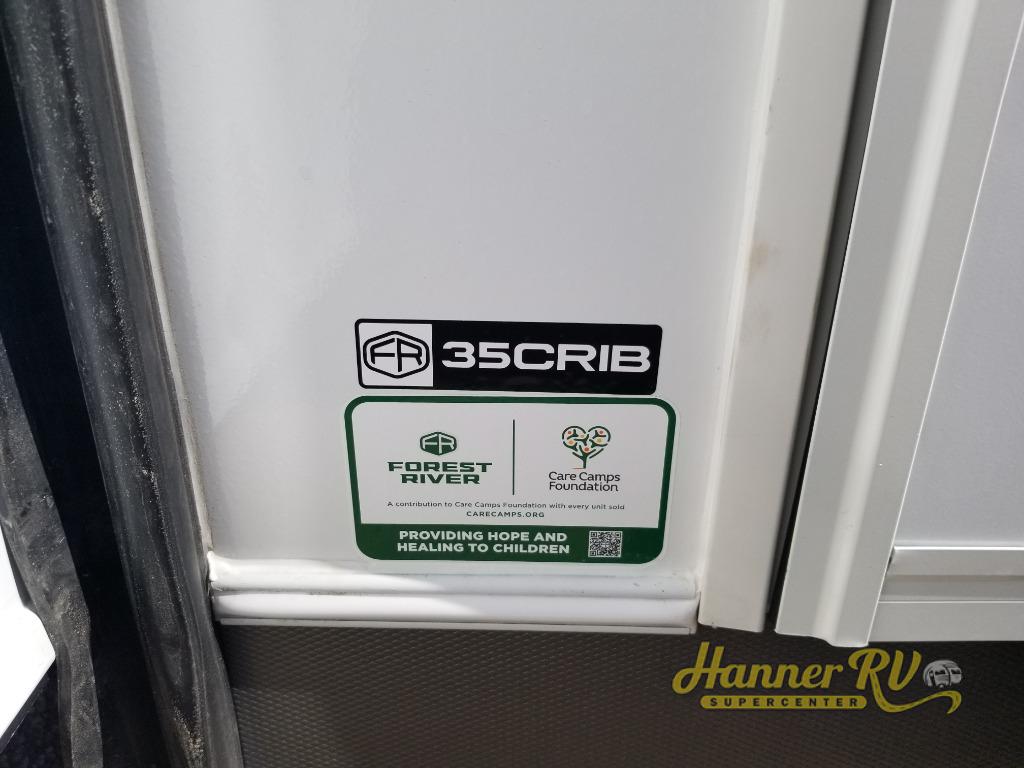 FR 35CRIB
FR
FOREST
RIVER
Care Camps
Foundation
A contribution to Care Camps Foundation with every unit sold
CARECAMPS.ORG
PROVIDING HOPE AND
HEALING TO CHILDREN
Hanner RV
SUPERCENTER